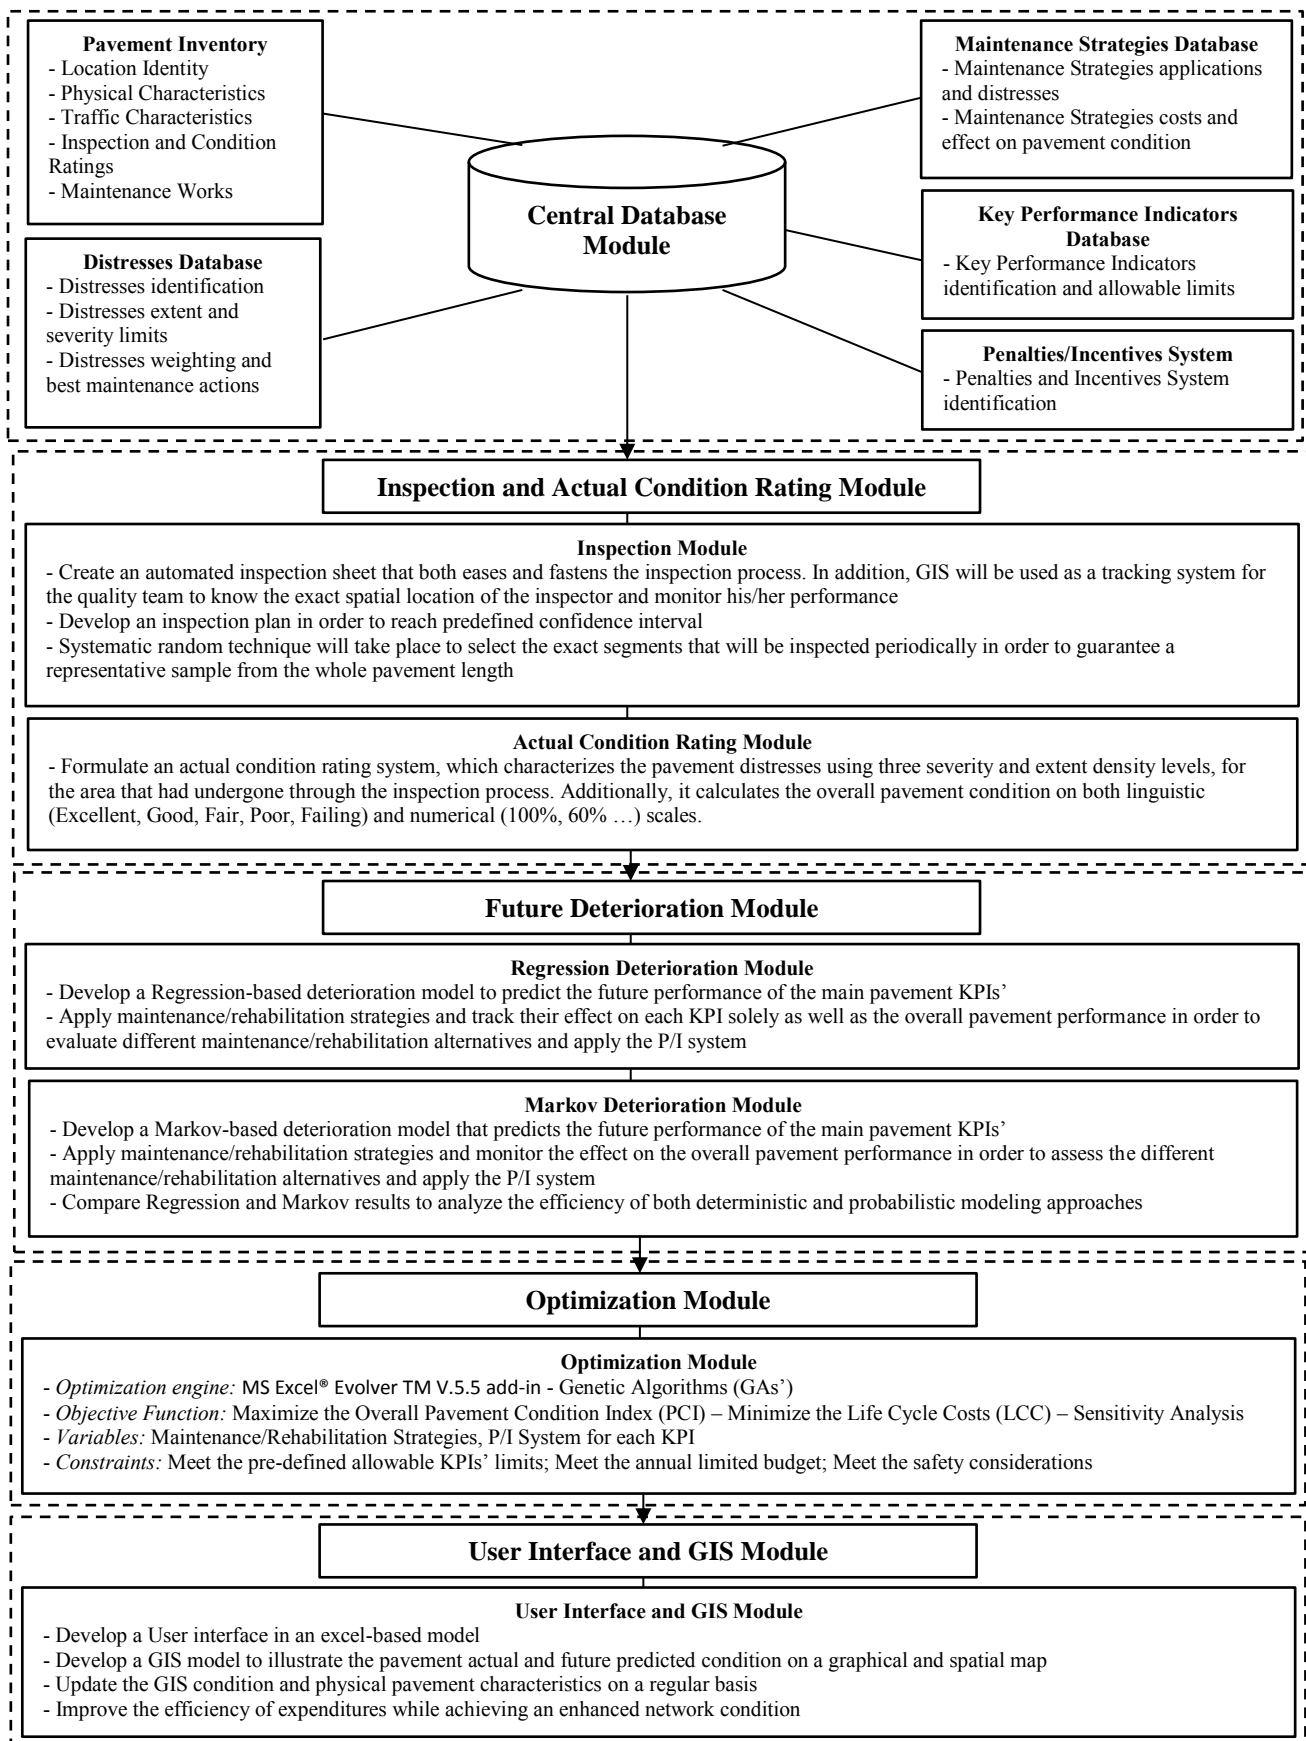 Pavement Inventory
- Location Identity
- Physical Characteristics
- Traffic Characteristics
- Inspection and Condition
Ratings
- Maintenance Works
Distresses Database
- Distresses identification
- Distresses extent and
severity limits
- Distresses weighting and
best maintenance actions
Central Database
Module
Maintenance Strategies Database
- Maintenance Strategies applications
and distresses
- Maintenance Strategies costs and
effect on pavement condition
Key Performance Indicators
Database
- Key Performance Indicators
identification and allowable limits
Penalties/Incentives System
- Penalties and Incentives System
identification
Inspection and Actual Condition Rating Module
Inspection Module
- Create an automated inspection sheet that both eases and fastens the inspection process. In addition, GIS will be used as a tracking system for
the quality team to know the exact spatial location of the inspector and monitor his/her performance
- Develop an inspection plan in order to reach predefined confidence interval
- Systematic random technique will take place to select the exact segments that will be inspected periodically in order to guarantee a
representative sample from the whole pavement length
Actual Condition Rating Module
- Formulate an actual condition rating system, which characterizes the pavement distresses using three severity and extent density levels, for
the area that had undergone through the inspection process. Additionally, it calculates the overall pavement condition on both linguistic
(Excellent, Good, Fair, Poor, Failing) and numerical (100%, 60% …) scales.
Future Deterioration Module
Regression Deterioration Module
- Develop a Regression-based deterioration model to predict the future performance of the main pavement KPIs’
- Apply maintenance/rehabilitation strategies and track their effect on each KPI solely as well as the overall pavement performance in order to
evaluate different maintenance/rehabilitation alternatives and apply the P/I system
Markov Deterioration Module
- Develop a Markov-based deterioration model that predicts the future performance of the main pavement KPIs’
- Apply maintenance/rehabilitation strategies and monitor the effect on the overall pavement performance in order to assess the different
maintenance/rehabilitation alternatives and apply the P/I system
- Compare Regression and Markov results to analyze the efficiency of both deterministic and probabilistic modeling approaches
Optimization Module
Optimization Module
- Optimization engine: MS Excel® Evolver TM V.5.5 add-in - Genetic Algorithms (GAs’)
- Objective Function: Maximize the Overall Pavement Condition Index (PCI) – Minimize the Life Cycle Costs (LCC) – Sensitivity Analysis
- Variables: Maintenance/Rehabilitation Strategies, P/I System for each KPI
- Constraints: Meet the pre-defined allowable KPIs’ limits; Meet the annual limited budget; Meet the safety considerations
User Interface and GIS Module
User Interface and GIS Module
- Develop a User interface in an excel-based model
- Develop a GIS model to illustrate the pavement actual and future predicted condition on a graphical and spatial map
- Update the GIS condition and physical pavement characteristics on a regular basis
- Improve the efficiency of expenditures while achieving an enhanced network condition